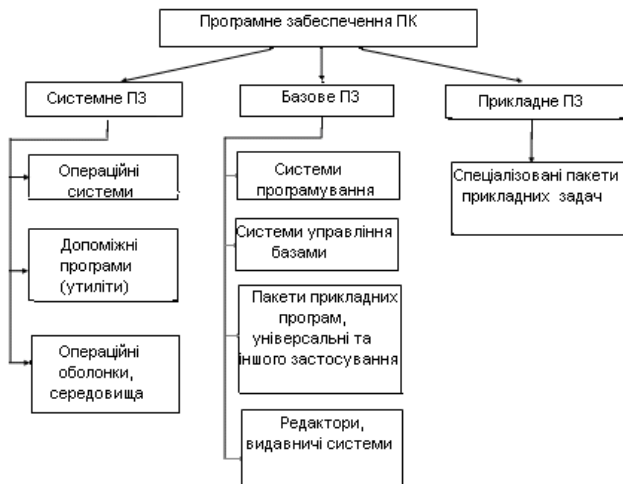 Програмне забеспечення ПК
Системне ПЗ
Базове ПЗ
Прикладне ПЗ
Операційні
системи
Допоміжні
програми
(утиліти)
Операційні
оболонки,
середовища
Системи
програмування
Системи управління
базами
Пакети прикладних
програм,
універсальні та
іншого застосування
Редактори,
видавничі системи
Спеціалізовані пакети
прикладних задач